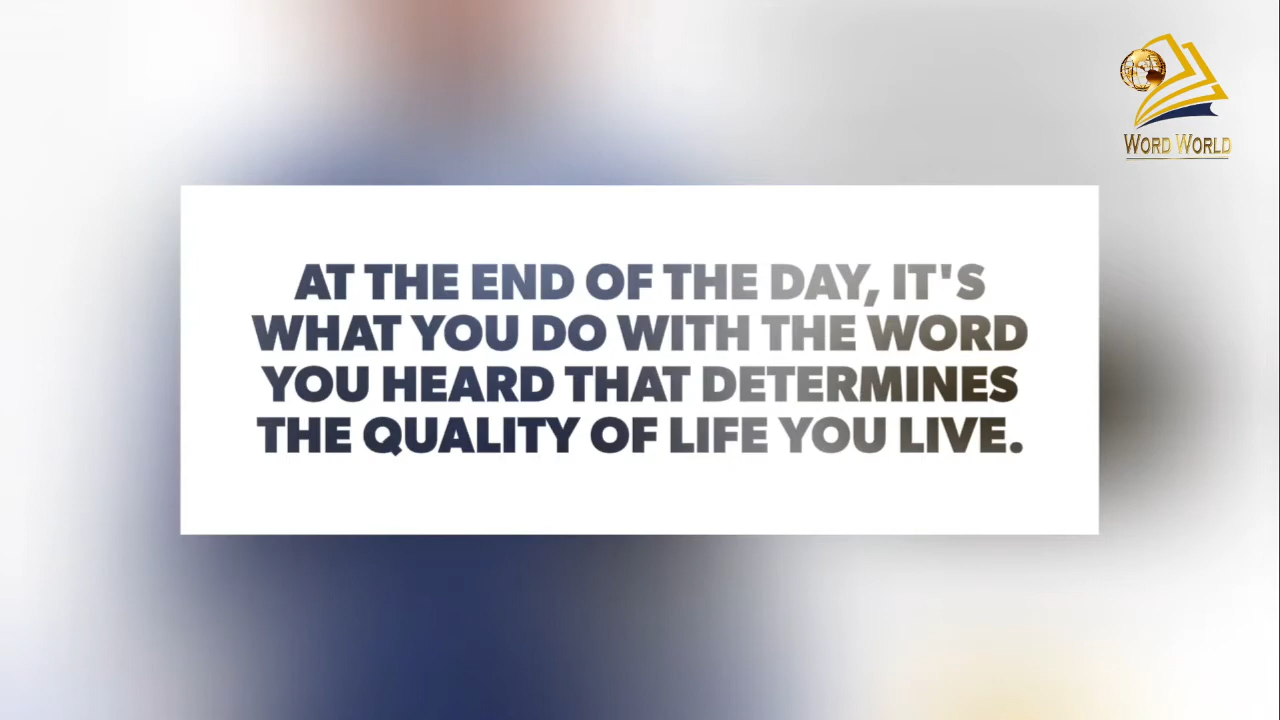 WORD WORLD
AT THE END OF THE DAY, IT'S
WHAT YOU DO WITH THE WORD
YOU HEARD THAT DETERMINES
THE QUALITY OF LIFE YOU LIVE.